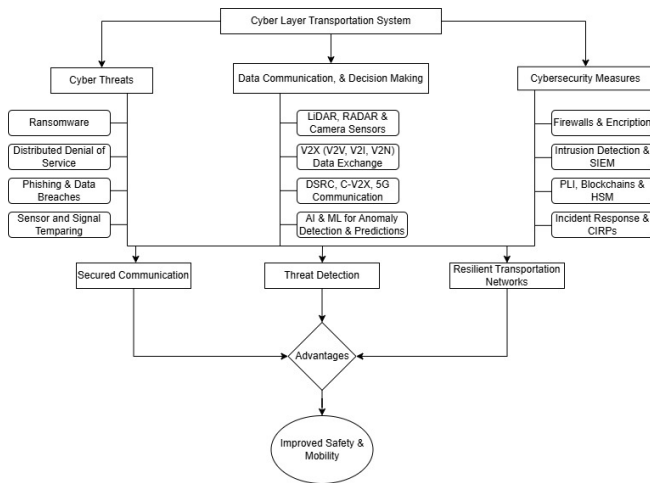 Cyber Layer Transportation System
Cyber Threats
Data Communication, & Decision Making
Cybersecurity Measures
Ransomware
Distributed Denial of
Service
Phishing & Data
Breaches
Sensor and Signal
Temparing
LiDAR, RADAR &
Camera Sensors
V2X (V2V, V2I, V2N)
Data Exchange
DSRC, C-V2X, 5G
Communication
AI & ML for Anomaly
Detection & Predictions
Firewalls & Encription
Intrusion Detection &
SIEM
PLI, Blockchains &
HSM
Incident Response &
CIRPs
Secured Communication
Threat Detection
Resilient Transportation
Networks
Advantages
Improved Safety &
Mobility